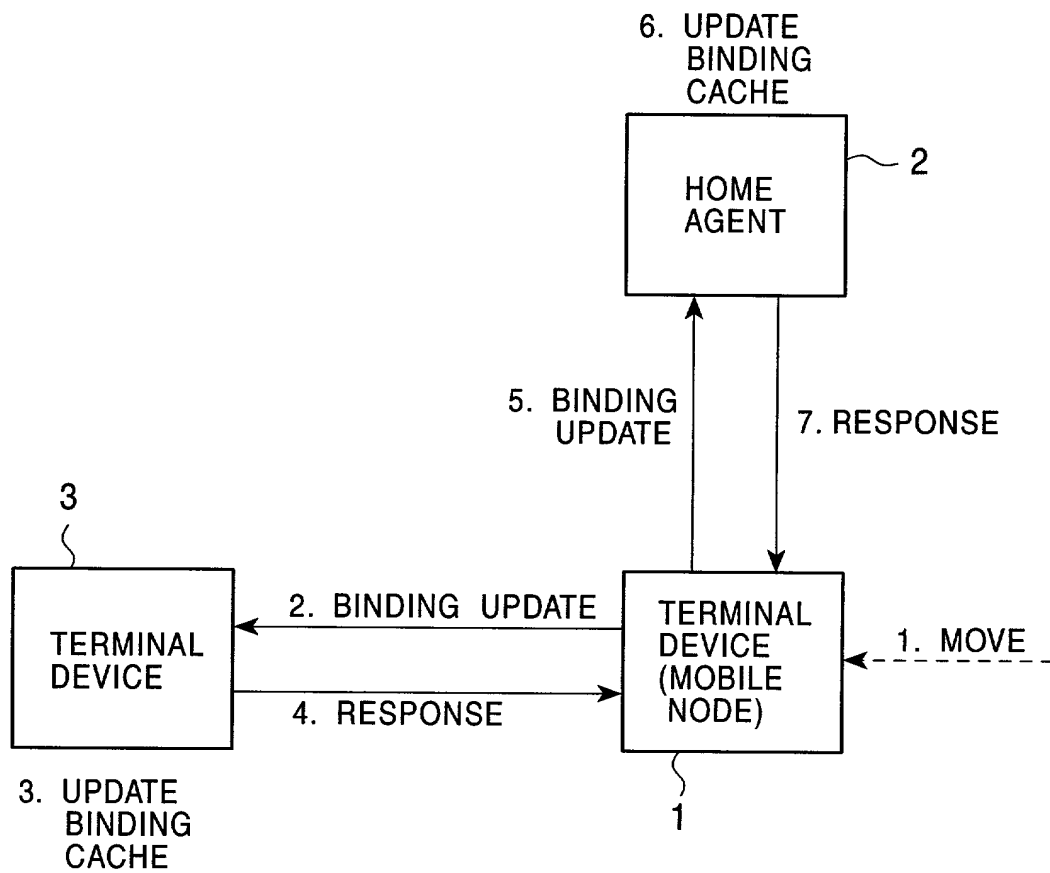 6. UPDATE
BINDING
CACHE
2
HOME
AGENT
5. BINDING
UPDATE
7. RESPONSE
3
TERMINAL
DEVICE
2. BINDING UPDATE
4. RESPONSE
TERMINAL
DEVICE
(MOBILE
NODE)
1. MOVE
1
3. UPDATE
BINDING
CACHE